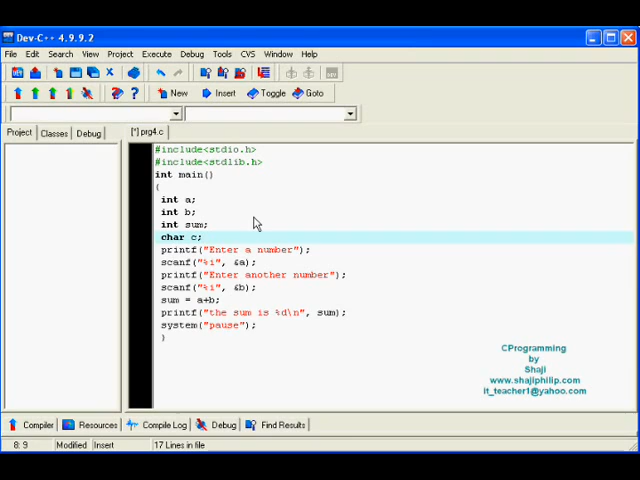 Dev-C++ 4.9.9.2
File Edit Search View Project Execute Debug Tools CVS Window Help
New Insert Toggle Goto
Project Classes Debug [*] prg4.c
#include<stdio.h>
#include<stdlib.h>
int main()
{
int a;
int b;
int sum;
char c;
printf("Enter a number");
scanf("%i", &a);
printf("Enter another number");
scanf("%i", &b);
sum = a+b;
printf("the sum is %d\n", sum);
system("pause");
}
CProgramming
by
Shaji
www.shajiphilip.com
it_teacher1@yahoo.com
Compiler Resources Compile Log Debug Find Results
8: 9 Modified Insert 17 Lines in file